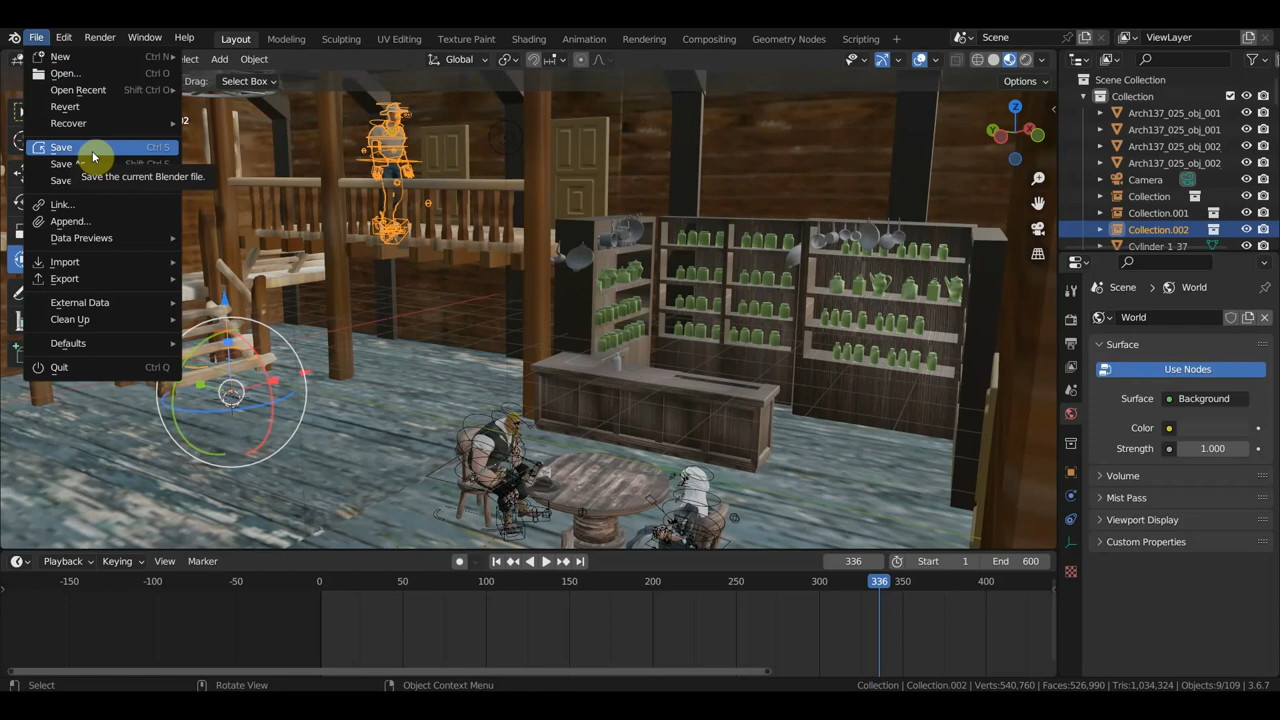 File Edit Render Window Help Layout Modeling Sculpting UV Editing Texture Paint Shading Animation Rendering Compositing Geometry Nodes Scripting Scene ViewLayer
New Ctrl N
Open... Ctrl O
Open Recent Shift Ctrl O
Revert
Recover
Save Ctrl S
Save As Shift Ctrl S
Save
Save the current Blender file.
Link...
Append...
Data Previews
Import
Export
External Data
Clean Up
Defaults
Quit Ctrl Q
Add Object Global
Drag: Select Box Options
Z
Y
X
Scene Collection
Collection
Arch137_025_obj_001
Arch137_025_obj_001
Arch137_025_obj_002
Arch137_025_obj_002
Camera
Collection
Collection.001
Collection.002
Cylinder_1_37
Scene World
World
Surface
Use Nodes
Surface Background
Color
Strength 1.000
Volume
Mist Pass
Viewport Display
Custom Properties
Playback Keying View Marker 336 Start 1 End 600
-150 -100 -50 0 50 100 150 200 250 300 336 350 400
Select Rotate View Object Context Menu Collection | Collection.002 | Verts:540,760 | Faces:526,990 | Tris:1,034,324 | Objects:9/109 | 3.6.7